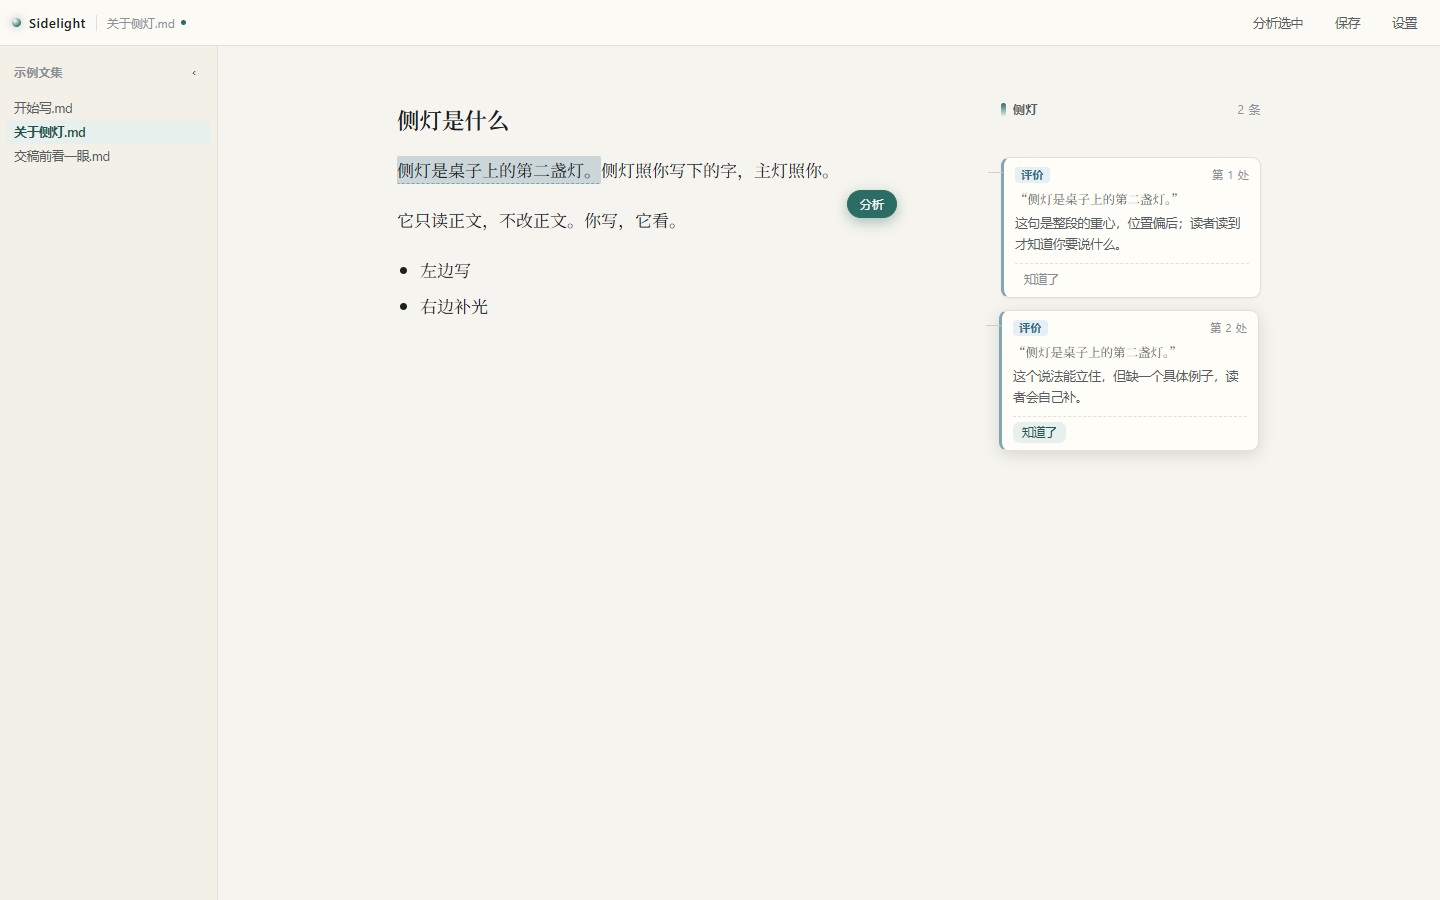 Sidelight 关于侧灯.md
分析选中 保存 设置
示例文集
开始写.md
关于侧灯.md
交稿前看一眼.md
侧灯是什么
侧灯是桌子上的第二盏灯。侧灯照你写下的字，主灯照你。
分析
它只读正文，不改正文。你写，它看。
左边写
右边补光
侧灯 2 条
评价 第 1 处
“侧灯是桌子上的第二盏灯。”
这句是整段的重心，位置偏后；读者读到
才知道你要说什么。
知道了
评价 第 2 处
“侧灯是桌子上的第二盏灯。”
这个说法能立住，但缺一个具体例子，读
者会自己补。
知道了